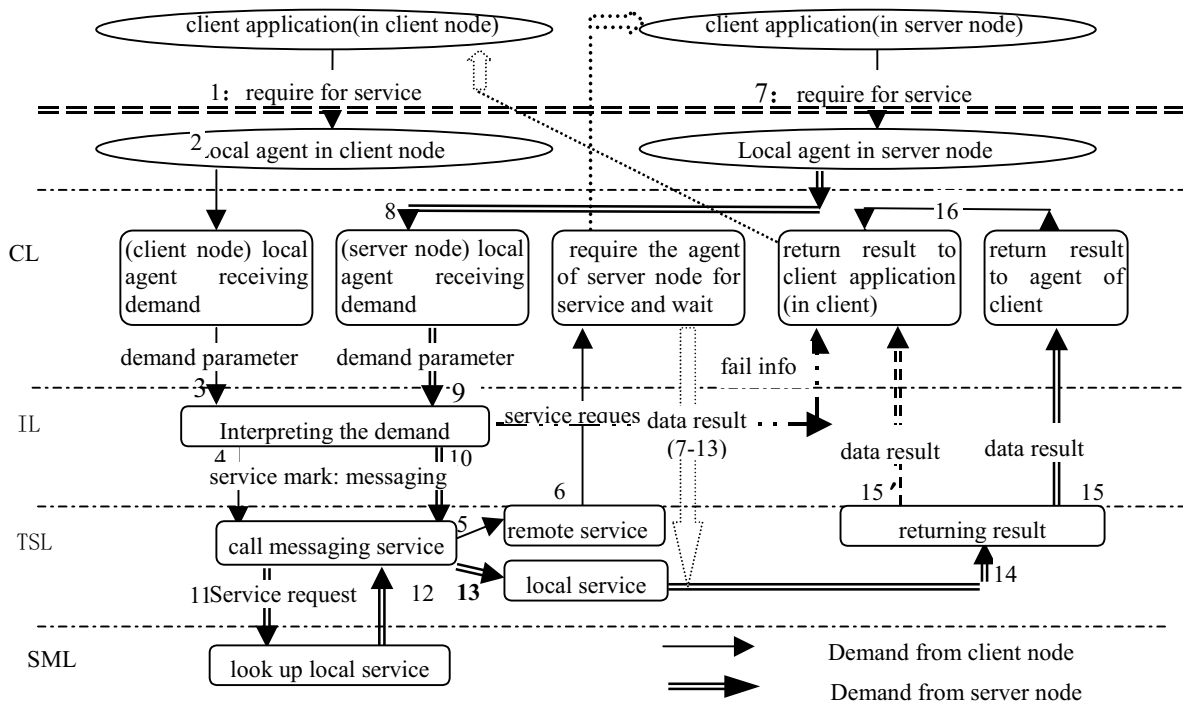 client application(in client node)
client application(in server node)
1: require for service
7: require for service
2
Local agent in client node
Local agent in server node
8
16
CL
(client node) local
agent receiving
demand
(server node) local
agent receiving
demand
require the agent
of server node for
service and wait
return result to
client application
(in client)
return result
to agent of
client
demand parameter
demand parameter
fail info
3
9
IL
Interpreting the demand
service reques
data result
(7-13)
data result
data result
4
10
service mark: messaging
6
15 ′
15
TSL
call messaging service
5
remote service
returning result
local service
14
11Service request
12
13
SML
look up local service
Demand from client node
Demand from server node